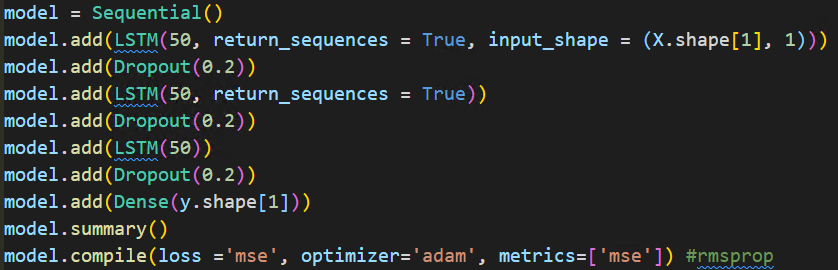 model = Sequential()
model.add(LSTM(50, return_sequences = True, input_shape = (X.shape[1], 1)))
model.add(Dropout(0.2))
model.add(LSTM(50, return_sequences = True))
model.add(Dropout(0.2))
model.add(LSTM(50))
model.add(Dropout(0.2))
model.add(Dense(y.shape[1]))
model.summary()
model.compile(loss ='mse', optimizer='adam', metrics=['mse']) #rmsprop